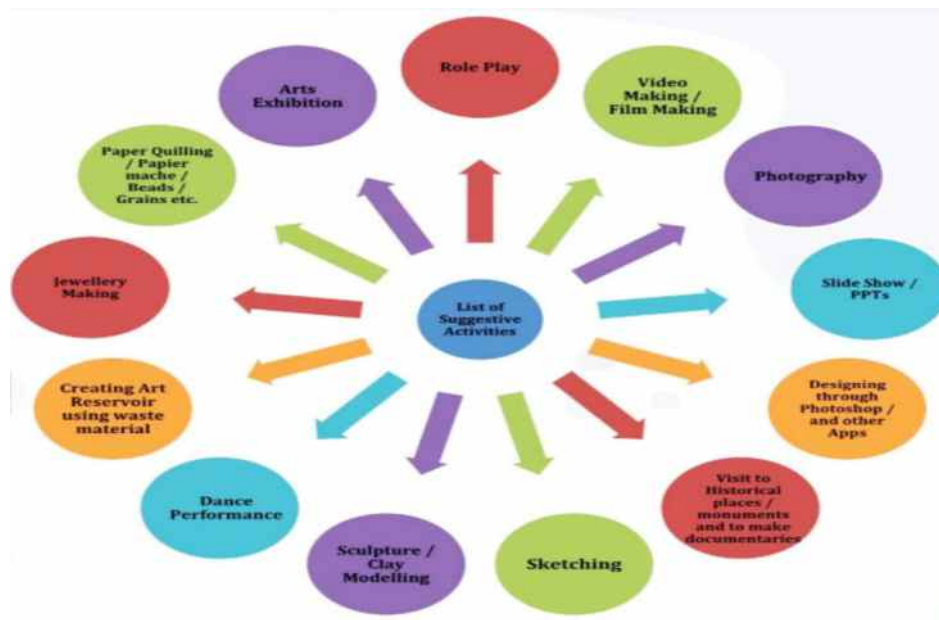 List of
Suggestive
Activities
Role Play
Video
Making /
Film Making
Photography
Slide Show /
PPTs
Designing
through
Photoshop /
and other
Apps
Visit to
Historical
places /
monuments
and to make
documentaries
Sketching
Sculpture /
Clay
Modelling
Dance
Performance
Creating Art
Reservoir
using waste
material
Jewellery
Making
Paper Quilling
/ Papier
mache /
Beads /
Grains etc.
Arts
Exhibition